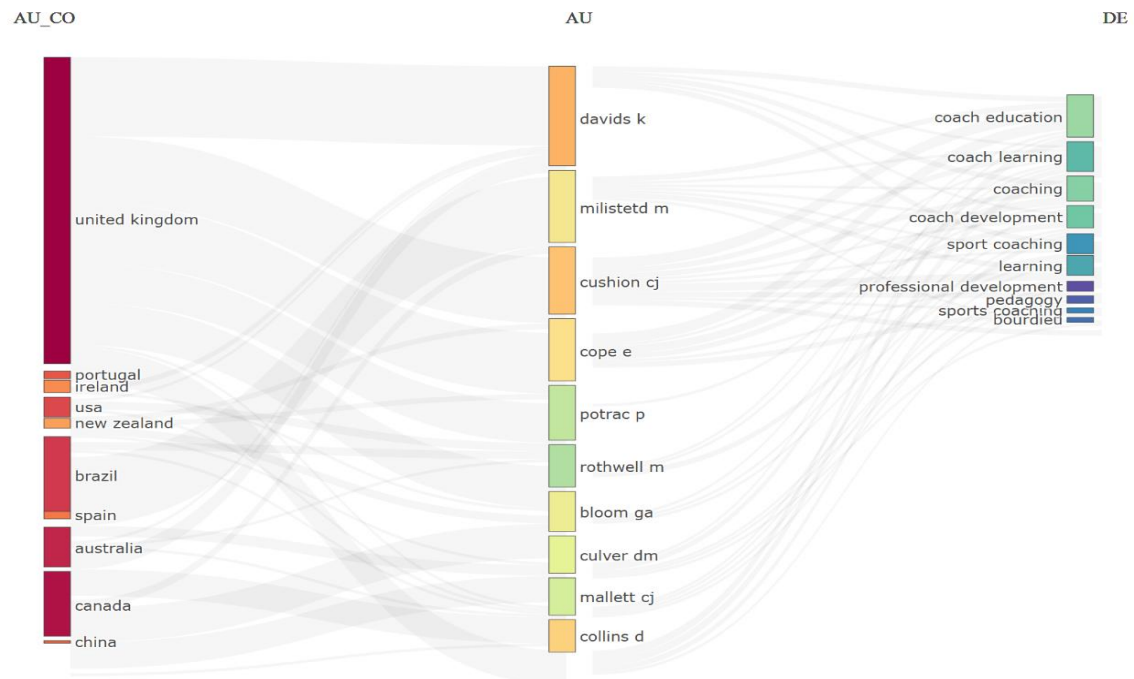 AU_CO
AU
DE
united kingdom
portugal
ireland
usa
new zealand
brazil
spain
australia
canada
china
davids k
milistetd m
cushion cj
cope e
potrac p
rothwell m
bloom ga
culver dm
mallett cj
collins d
coach education
coach learning
coaching
coach development
sport coaching
learning
professional development
pedagogy
sports coaching
bourdieu